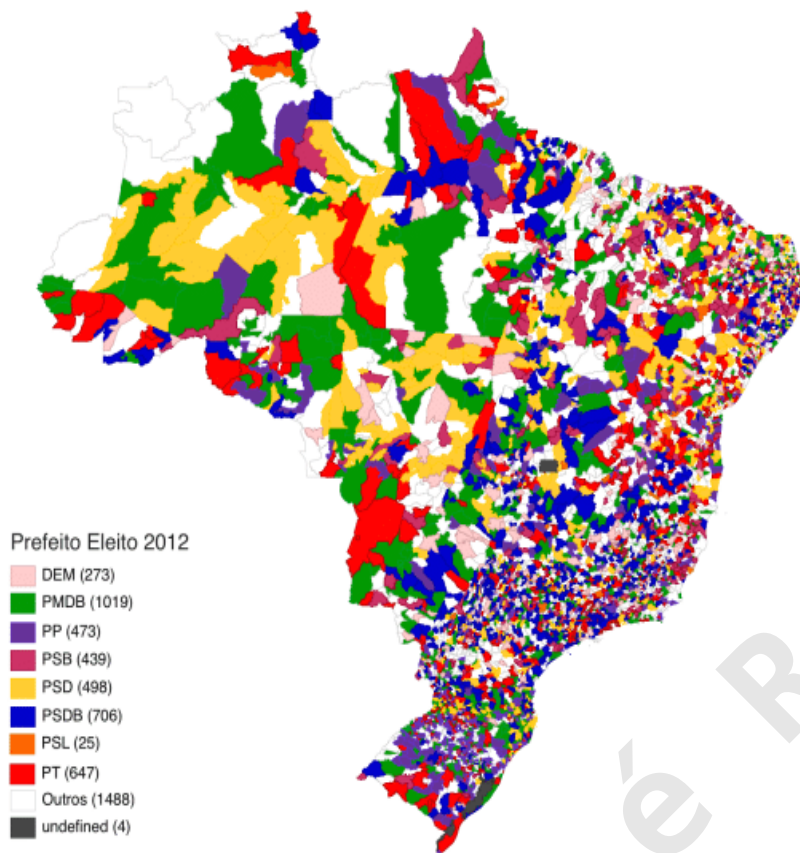 Prefeito Eleito 2012
DEM (273)
PMDB (1019)
PP (473)
PSB (439)
PSD (498)
PSDB (706)
PSL (25)
PT (647)
Outros (1488)
undefined (4)
é R